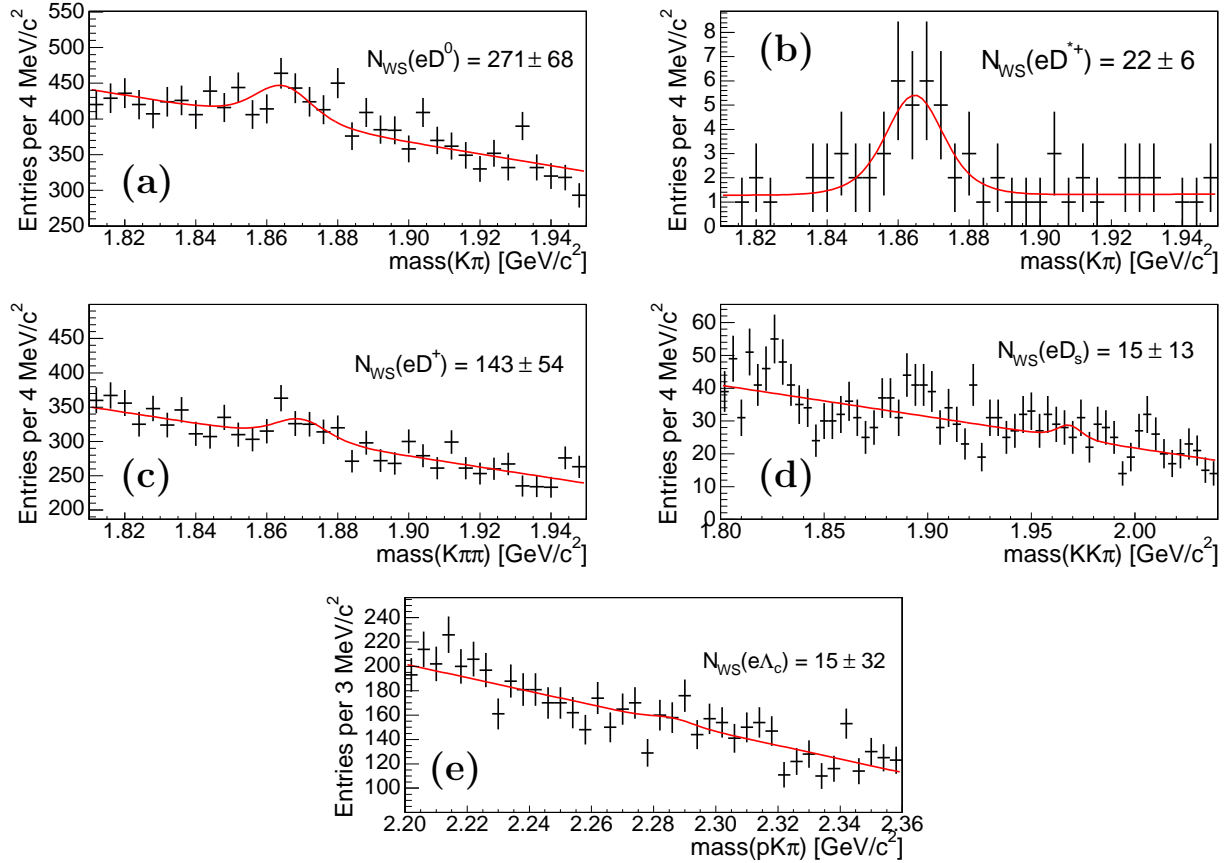 Entries per 4 MeV/c²
550
500
450
400
350
300
250
N_WS(eD⁰) = 271 ± 68
(a)
1.82 1.84 1.86 1.88 1.90 1.92 1.94
mass(Kπ) [GeV/c²]
Entries per 4 MeV/c²
8
7
6
5
4
3
2
1
0
(b)
N_WS(eD*⁺) = 22 ± 6
1.82 1.84 1.86 1.88 1.90 1.92 1.94
mass(Kπ) [GeV/c²]
Entries per 4 MeV/c²
450
400
350
300
250
200
N_WS(eD⁺) = 143 ± 54
(c)
1.82 1.84 1.86 1.88 1.90 1.92 1.94
mass(Kππ) [GeV/c²]
Entries per 4 MeV/c²
60
50
40
30
20
10
0
N_WS(eD_s) = 15 ± 13
(d)
1.80 1.85 1.90 1.95 2.00
mass(KKπ) [GeV/c²]
Entries per 3 MeV/c²
240
220
200
180
160
140
120
100
N_WS(eΛ_c) = 15 ± 32
(e)
2.20 2.22 2.24 2.26 2.28 2.30 2.32 2.34 2.36
mass(pKπ) [GeV/c²]